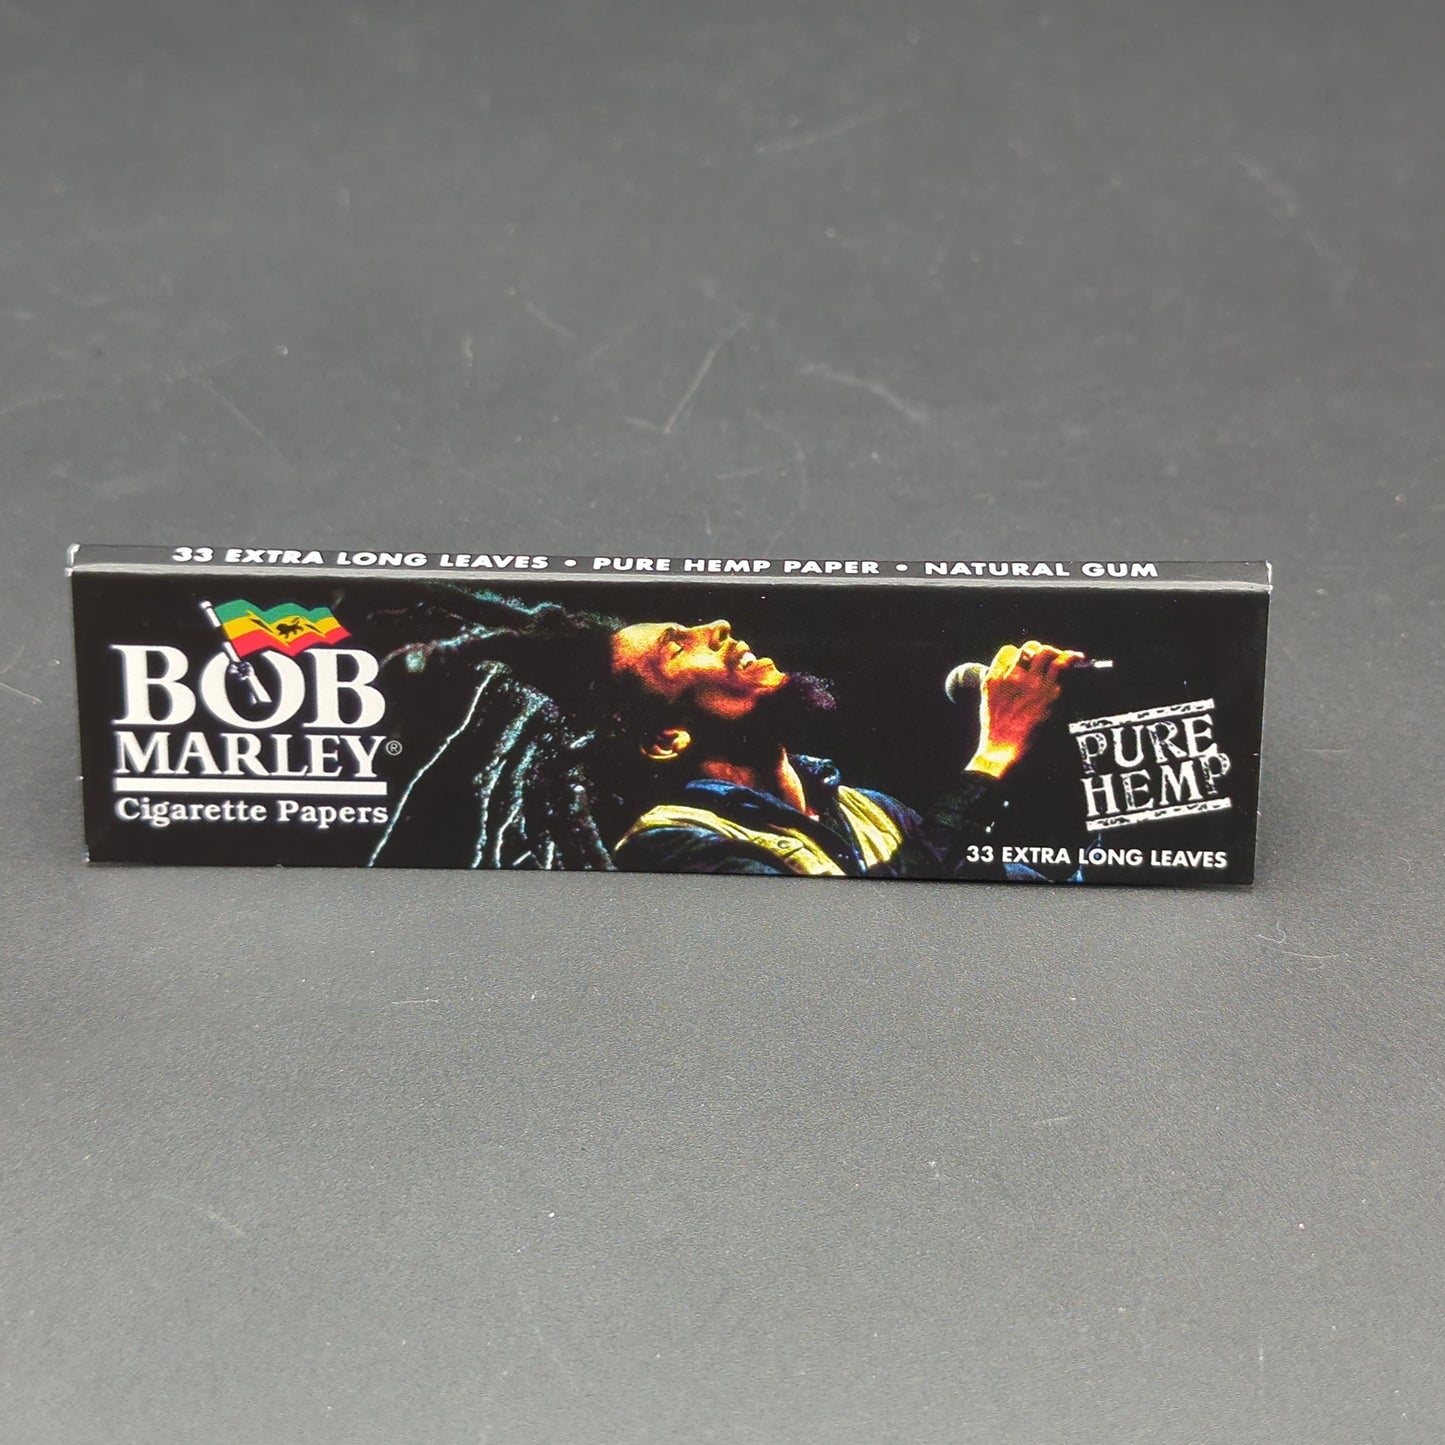 33 EXTRA LONG LEAVES • PURE HEMP PAPER • NATURAL GUM
BOB
MARLEY®
Cigarette Papers
PURE
HEMP
33 EXTRA LONG LEAVES